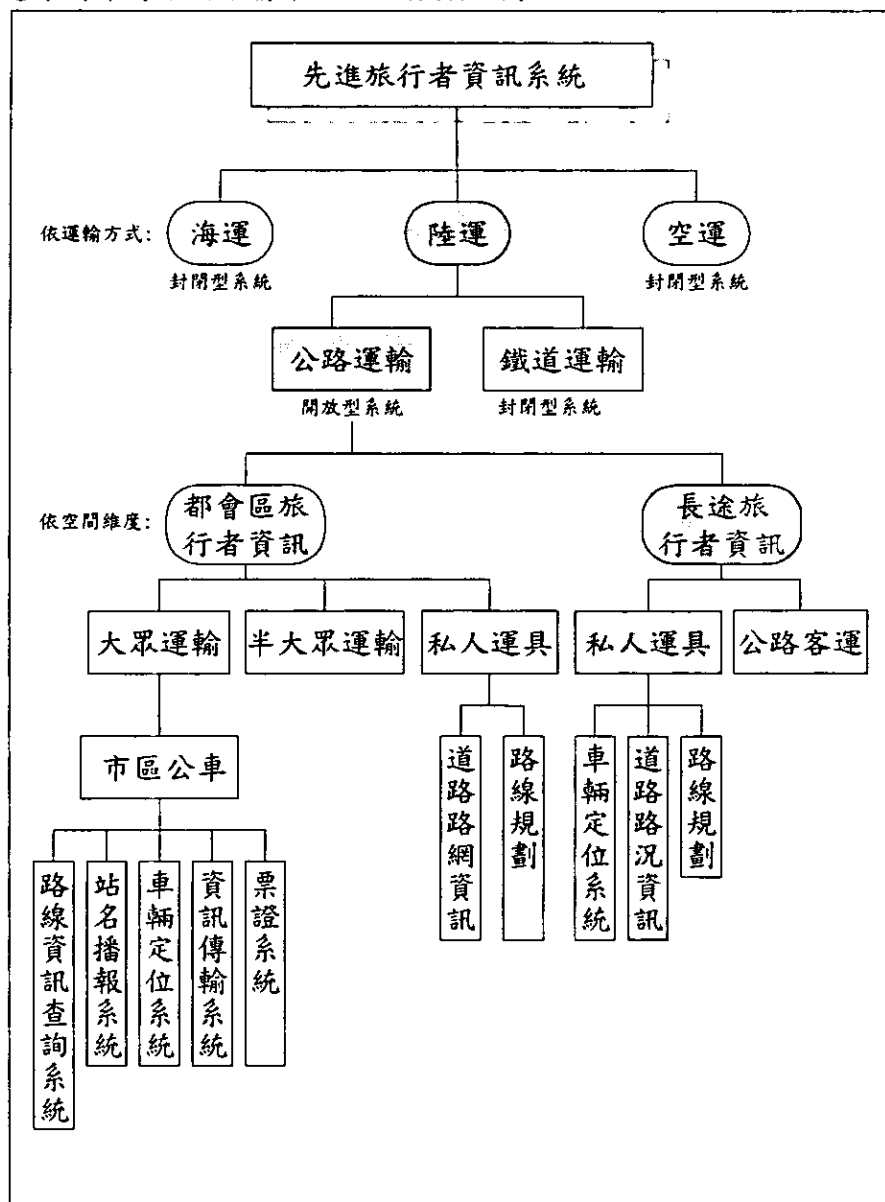 先進旅行者資訊系統
依運輸方式：
海運
陸運
空運
封閉型系統
封閉型系統
公路運輸
鐵道運輸
開放型系統
封閉型系統
依空間維度：
都會區旅
行者資訊
長途旅
行者資訊
大眾運輸
半大眾運輸
私人運具
私人運具
公路客運
市區公車
道路路網資訊
路線規劃
車輛定位系統
道路路況資訊
路線規劃
路線資訊查詢系統
站名播報系統
車輛定位系統
資訊傳輸系統
票證系統